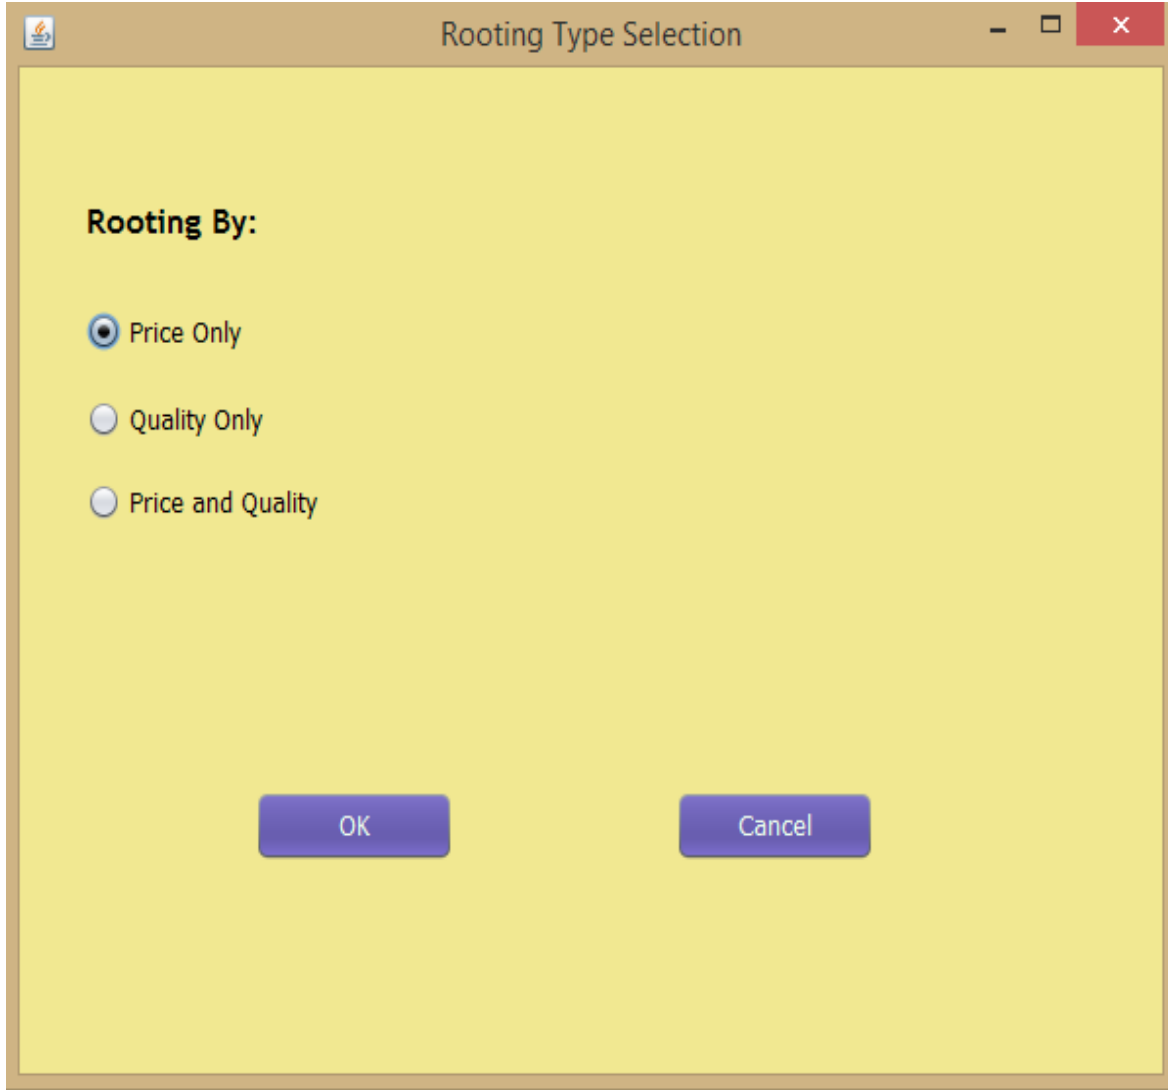 Rooting Type Selection
Rooting By:
Price Only
Quality Only
Price and Quality
OK
Cancel